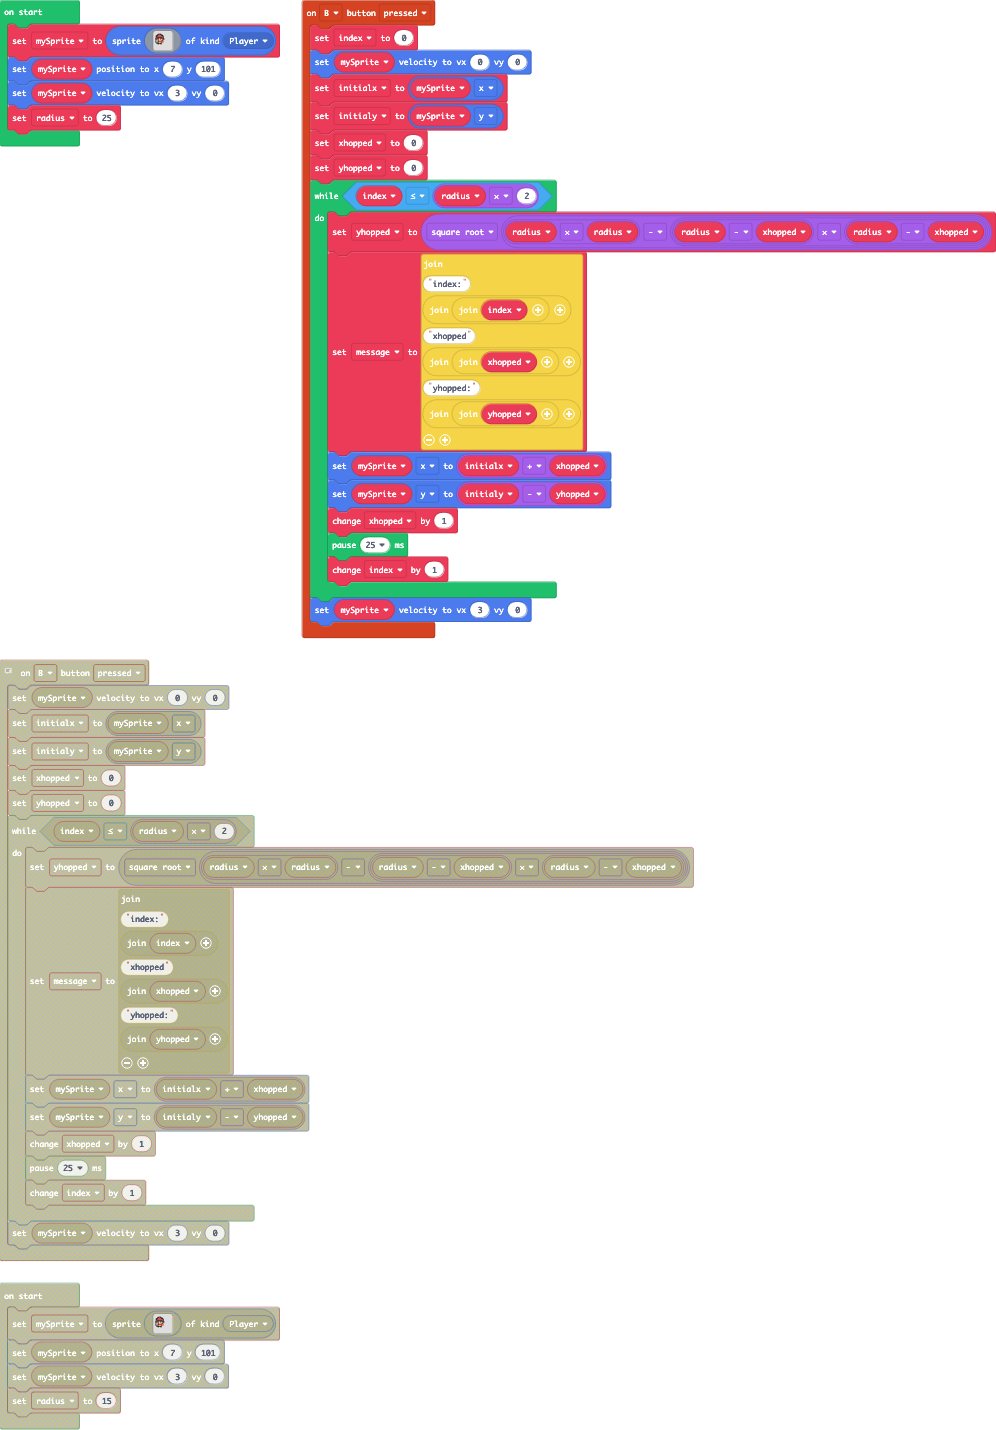 on start
set mySprite to sprite of kind Player
set mySprite position to x 7 y 101
set mySprite velocity to vx 3 vy 0
set radius to 25
on B button pressed
set index to 0
set mySprite velocity to vx 0 vy 0
set initialx to mySprite x
set initialy to mySprite y
set xhopped to 0
set yhopped to 0
while index ≤ radius x 2
do
set yhopped to square root radius x radius - radius - xhopped x radius - xhopped
join
"index:"
join join index
"xhopped"
set message to
join join xhopped
"yhopped:"
join join yhopped
set mySprite x to initialx + xhopped
set mySprite y to initialy - yhopped
change xhopped by 1
pause 25 ms
change index by 1
set mySprite velocity to vx 3 vy 0
on B button pressed
set mySprite velocity to vx 0 vy 0
set initialx to mySprite x
set initialy to mySprite y
set xhopped to 0
set yhopped to 0
while index ≤ radius x 2
do
set yhopped to square root radius x radius - radius - xhopped x radius - xhopped
join
"index:"
join index
"xhopped"
set message to
join xhopped
"yhopped:"
join yhopped
set mySprite x to initialx + xhopped
set mySprite y to initialy - yhopped
change xhopped by 1
pause 25 ms
change index by 1
set mySprite velocity to vx 3 vy 0
on start
set mySprite to sprite of kind Player
set mySprite position to x 7 y 101
set mySprite velocity to vx 3 vy 0
set radius to 15